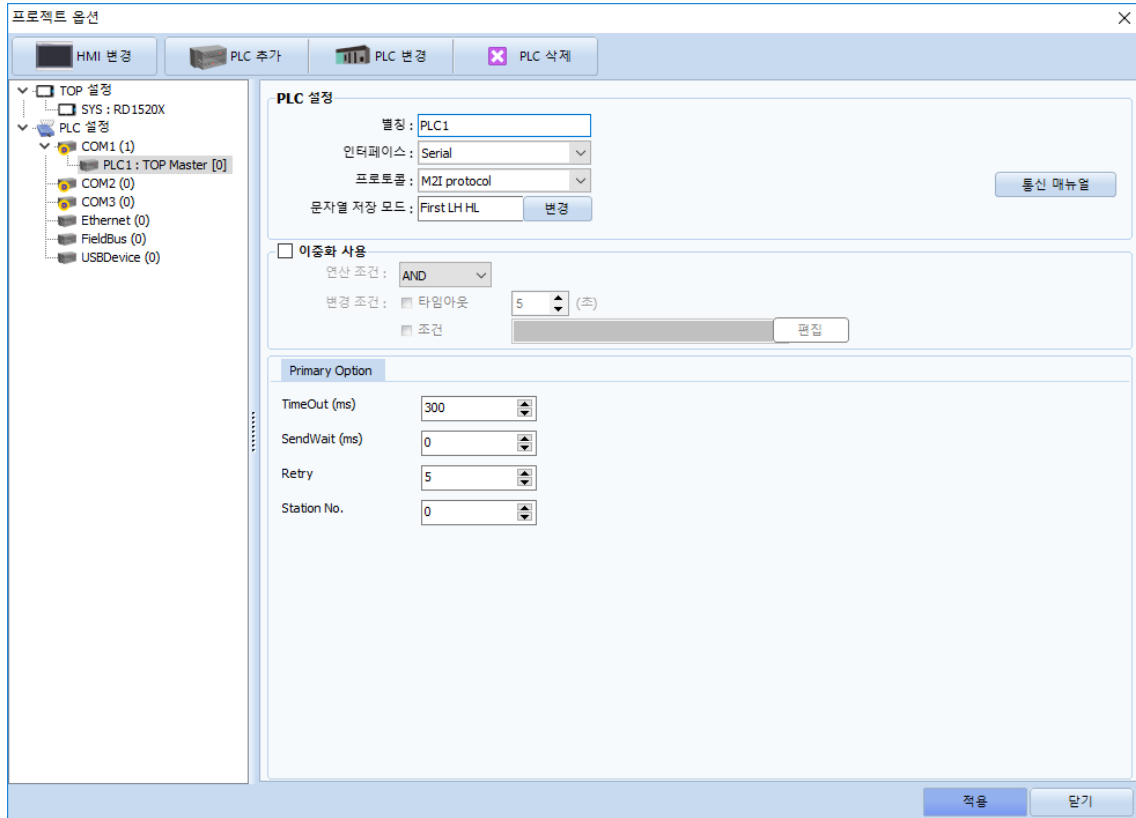 프로젝트 옵션
HMI 변경
PLC 추가
PLC 변경
PLC 삭제
TOP 설정
SYS : RD1520X
PLC 설정
COM1 (1)
PLC1 : TOP Master [0]
COM2 (0)
COM3 (0)
Ethernet (0)
FieldBus (0)
USBDevice (0)
PLC 설정
별칭 : PLC1
인터페이스 : Serial
프로토콜 : M2I protocol
통신 매뉴얼
문자열 저장 모드 : First LH HL 변경
이중화 사용
연산 조건 : AND
변경 조건 : 타임아웃 5 (초)
조건 편집
Primary Option
TimeOut (ms) 300
SendWait (ms) 0
Retry 5
Station No. 0
적용 닫기